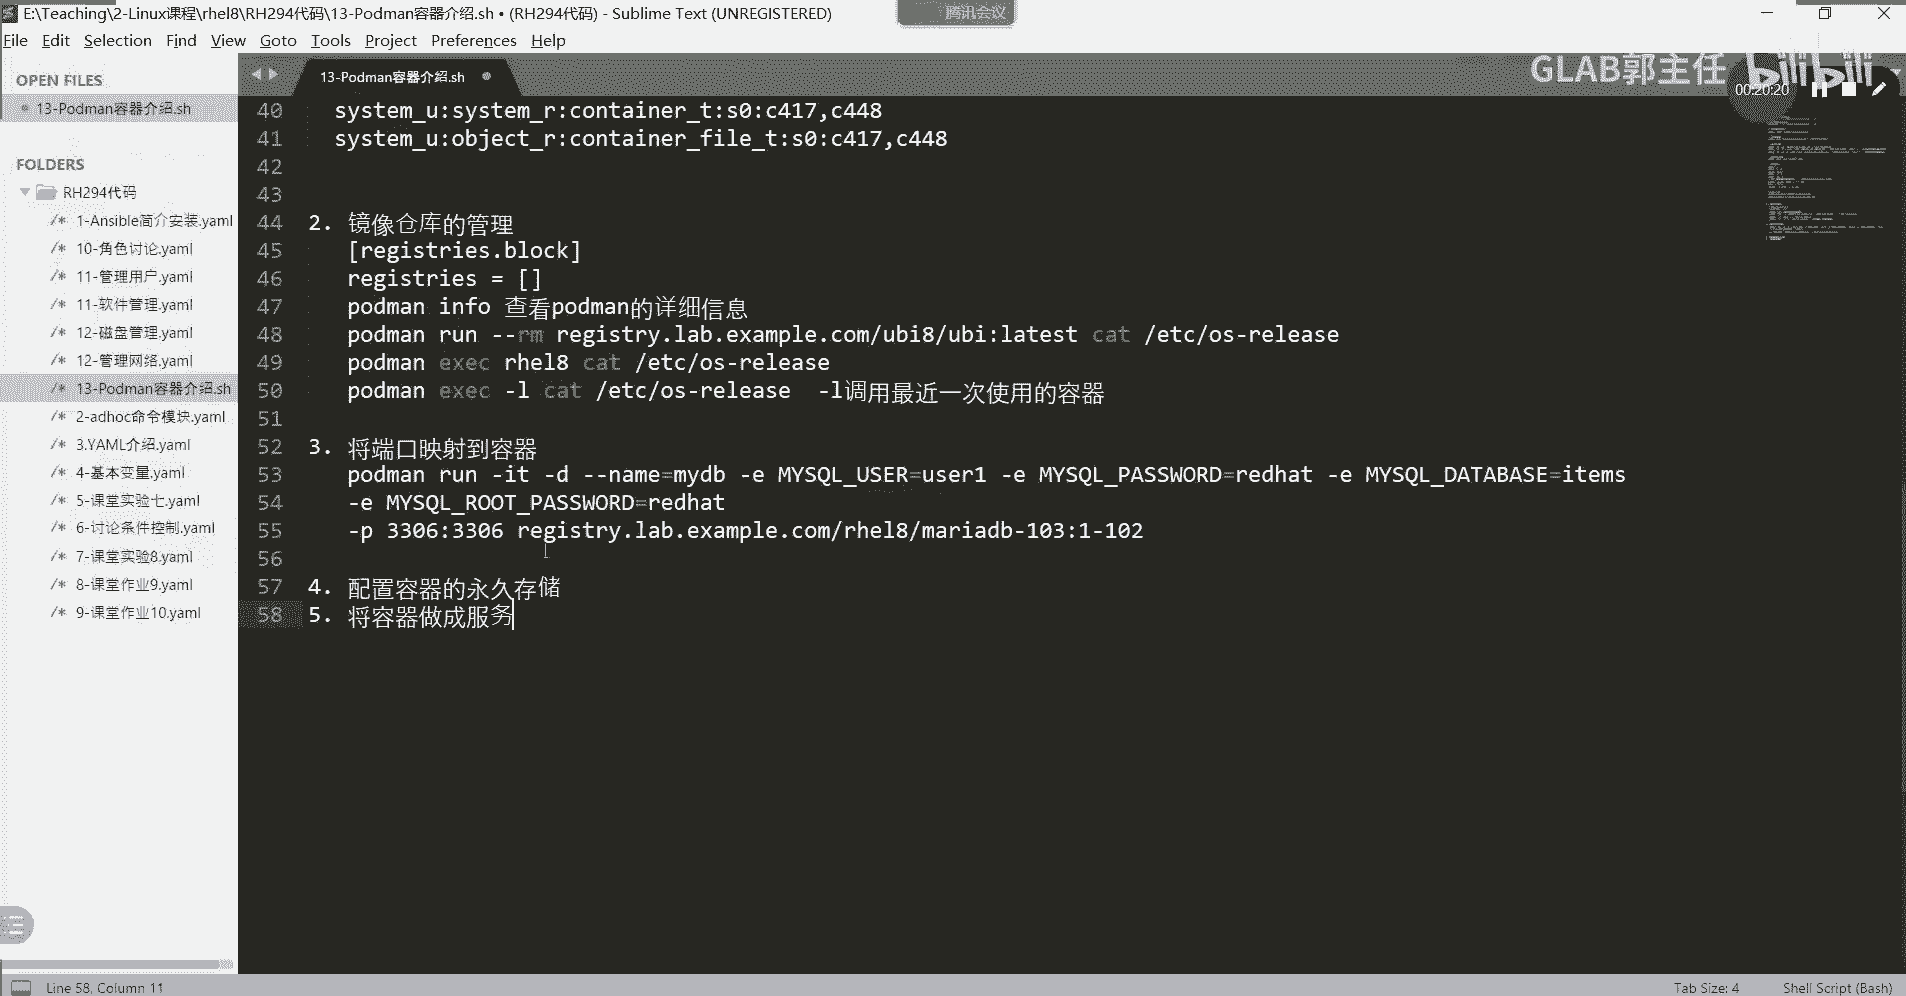 E:\Teaching\2-Linux课程\rhel8\RH294代码\13-Podman容器介绍.sh • (RH294代码) - Sublime Text (UNREGISTERED)
腾讯会议
File Edit Selection Find View Goto Tools Project Preferences Help
GLAB郭主任 bilibili
00:20:20
OPEN FILES
13-Podman容器介绍.sh
FOLDERS
RH294代码
/* 1-Ansible简介安装.yaml
/* 10-角色讨论.yaml
/* 11-管理用户.yaml
/* 11-软件管理.yaml
/* 12-磁盘管理.yaml
/* 12-管理网络.yaml
/* 13-Podman容器介绍.sh
/* 2-adhoc命令模块.yaml
/* 3.YAML介绍.yaml
/* 4-基本变量.yaml
/* 5-课堂实验七.yaml
/* 6-讨论条件控制.yaml
/* 7-课堂实验8.yaml
/* 8-课堂作业9.yaml
/* 9-课堂作业10.yaml
13-Podman容器介绍.sh
40 system_u:system_r:container_t:s0:c417,c448
41 system_u:object_r:container_file_t:s0:c417,c448
42
43
44 2. 镜像仓库的管理
45 [registries.block]
46 registries = []
47 podman info 查看podman的详细信息
48 podman run --rm registry.lab.example.com/ubi8/ubi:latest cat /etc/os-release
49 podman exec rhel8 cat /etc/os-release
50 podman exec -l cat /etc/os-release  -l调用最近一次使用的容器
51
52 3. 将端口映射到容器
53 podman run -it -d --name=mydb -e MYSQL_USER=user1 -e MYSQL_PASSWORD=redhat -e MYSQL_DATABASE=items
54 -e MYSQL_ROOT_PASSWORD=redhat
55 -p 3306:3306 registry.lab.example.com/rhel8/mariadb-103:1-102
56
57 4. 配置容器的永久存储
58 5. 将容器做成服务
Line 58, Column 11
Tab Size: 4
Shell Script (Bash)